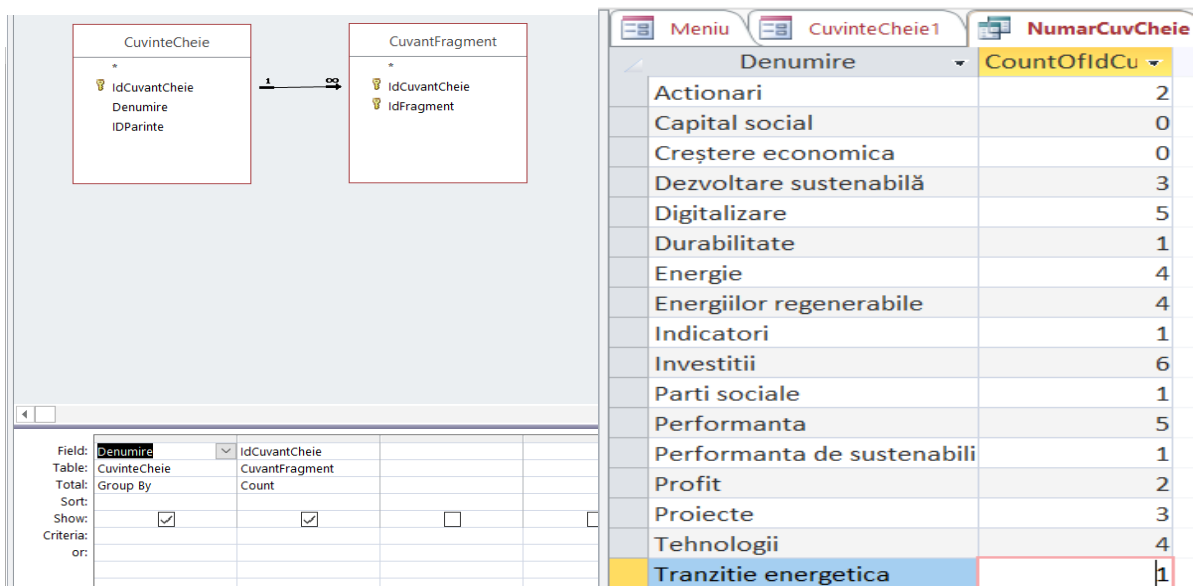 CuvinteCheie
*
IdCuvantCheie
Denumire
IDParinte
1 ∞
CuvantFragment
*
IdCuvantCheie
IdFragment
Field: Denumire IdCuvantCheie
Table: CuvinteCheie CuvantFragment
Total: Group By Count
Sort:
Show:
Criteria:
or:
Meniu CuvinteCheie1 NumarCuvCheie
Denumire CountOfIdCu
Actionari 2
Capital social 0
Creștere economica 0
Dezvoltare sustenabilă 3
Digitalizare 5
Durabilitate 1
Energie 4
Energiilor regenerabile 4
Indicatori 1
Investitii 6
Parti sociale 1
Performanta 5
Performanta de sustenabili 1
Profit 2
Proiecte 3
Tehnologii 4
Tranzitie energetica 1